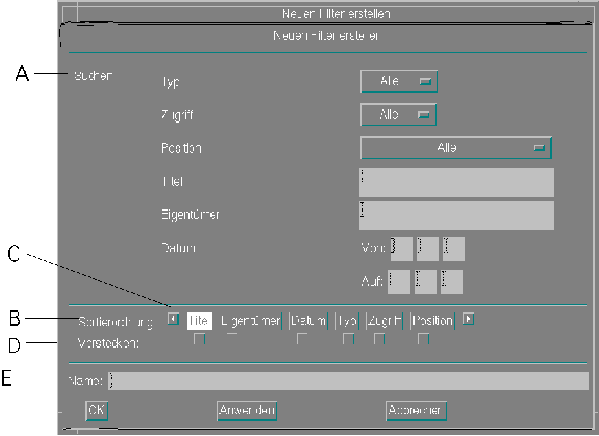 Neuen Filter erstellen
Neuen Filter erstellen
A
Suchen
Typ
Alle
Zugriff
Alle
Position
Alle
Titel
Eigentümer
Datum
Von:
Auf:
C
B
Sortierordnung
Titel
Eigentümer
Datum
Typ
Zugriff
Position
D
Verstecken:
E
Name:
OK
Anwenden
Abbrechen